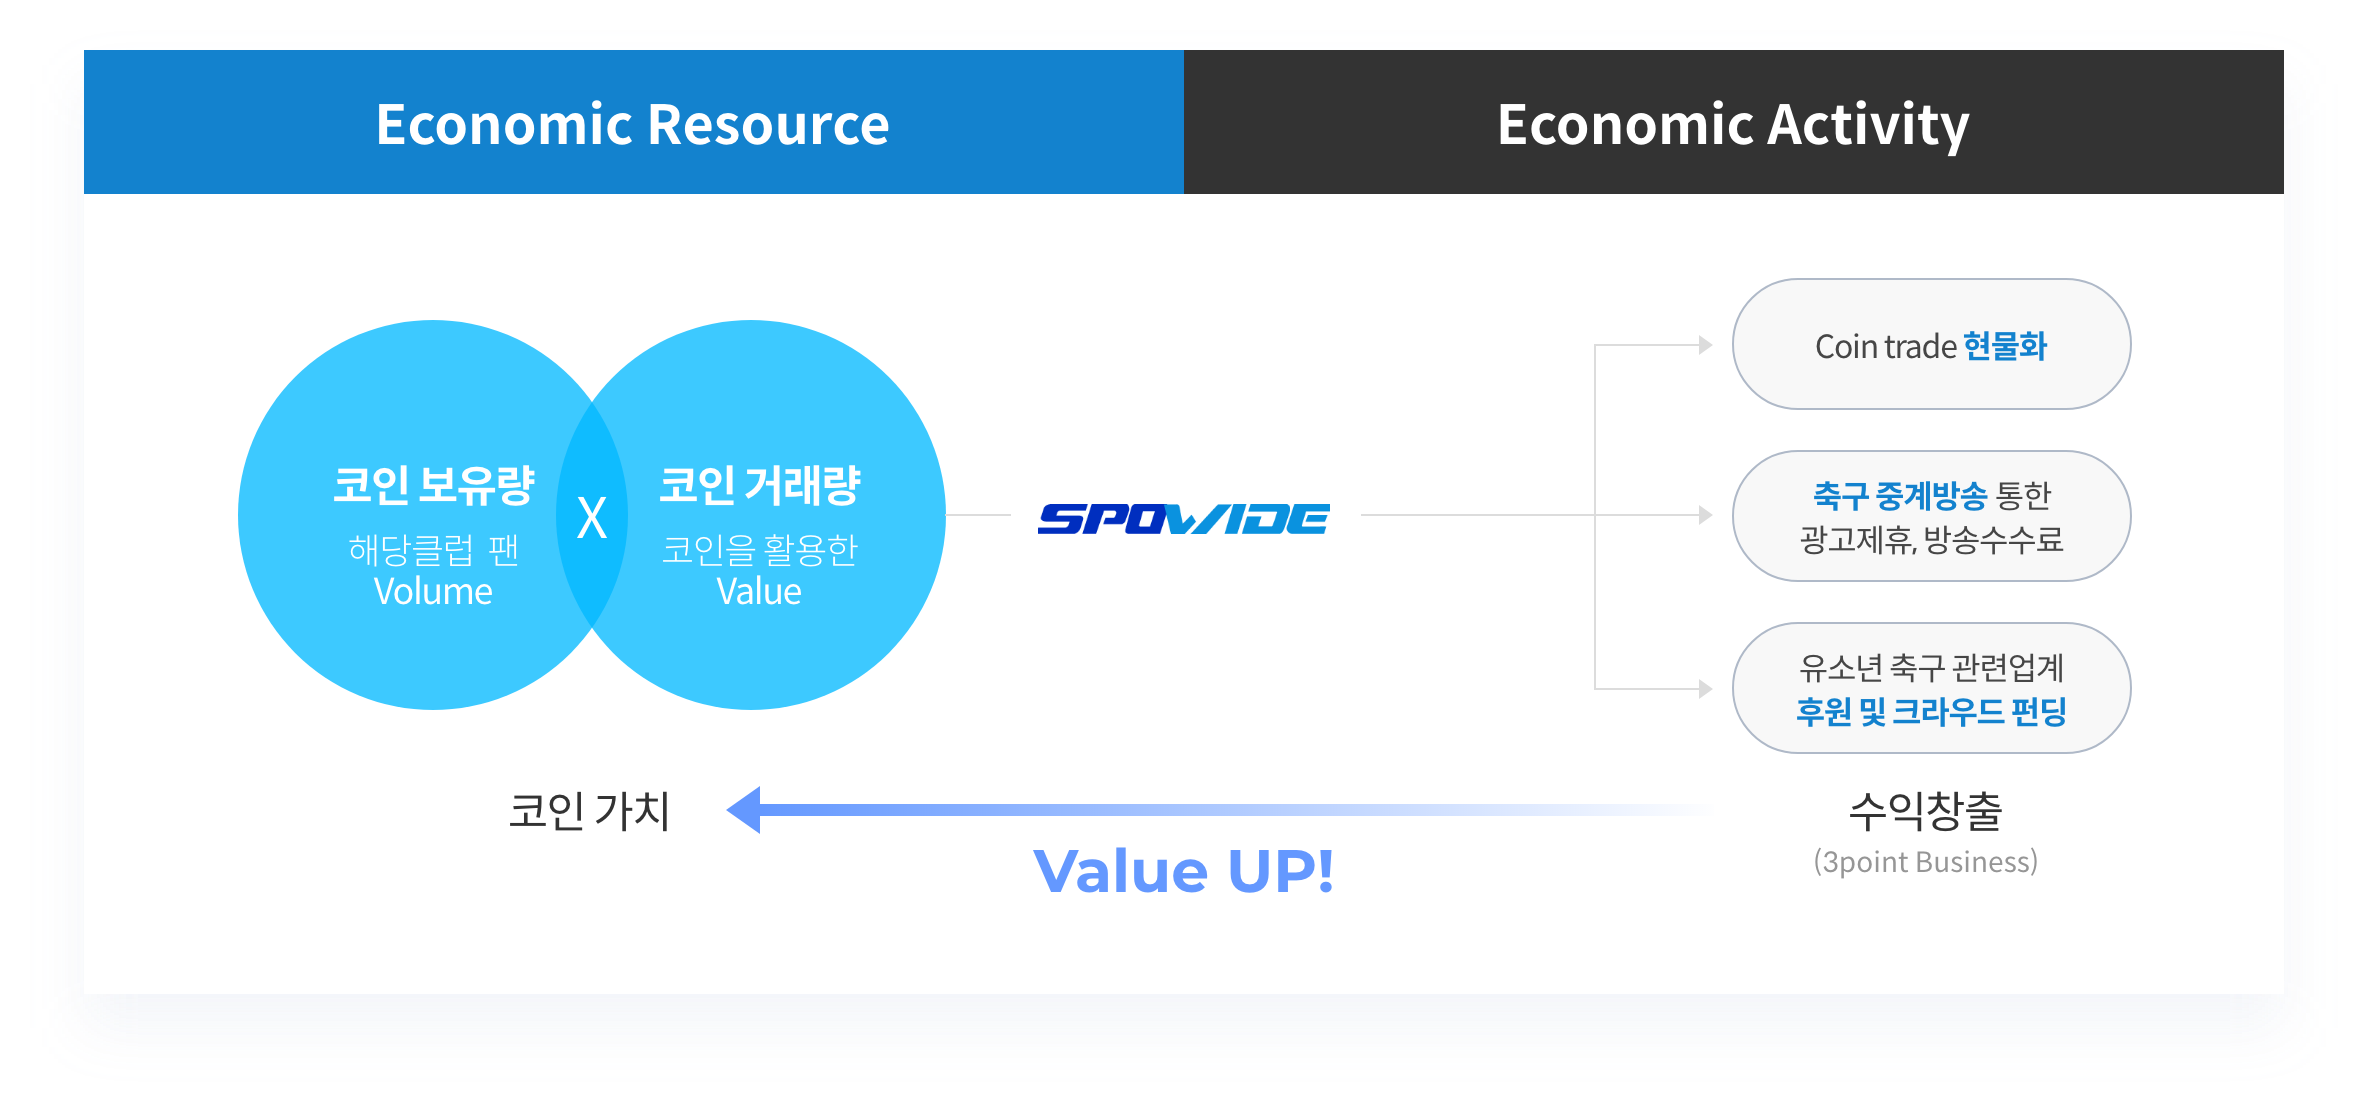 Economic Resource
Economic Activity
코인 보유량
해당클럽 팬
Volume
X
코인 거래량
코인을 활용한
Value
SPOWIDE
Coin trade 현물화
축구 중계방송 통한
광고제휴, 방송수수료
유소년 축구 관련업계
후원 및 크라우드 펀딩
코인 가치
Value UP!
수익창출
(3point Business)